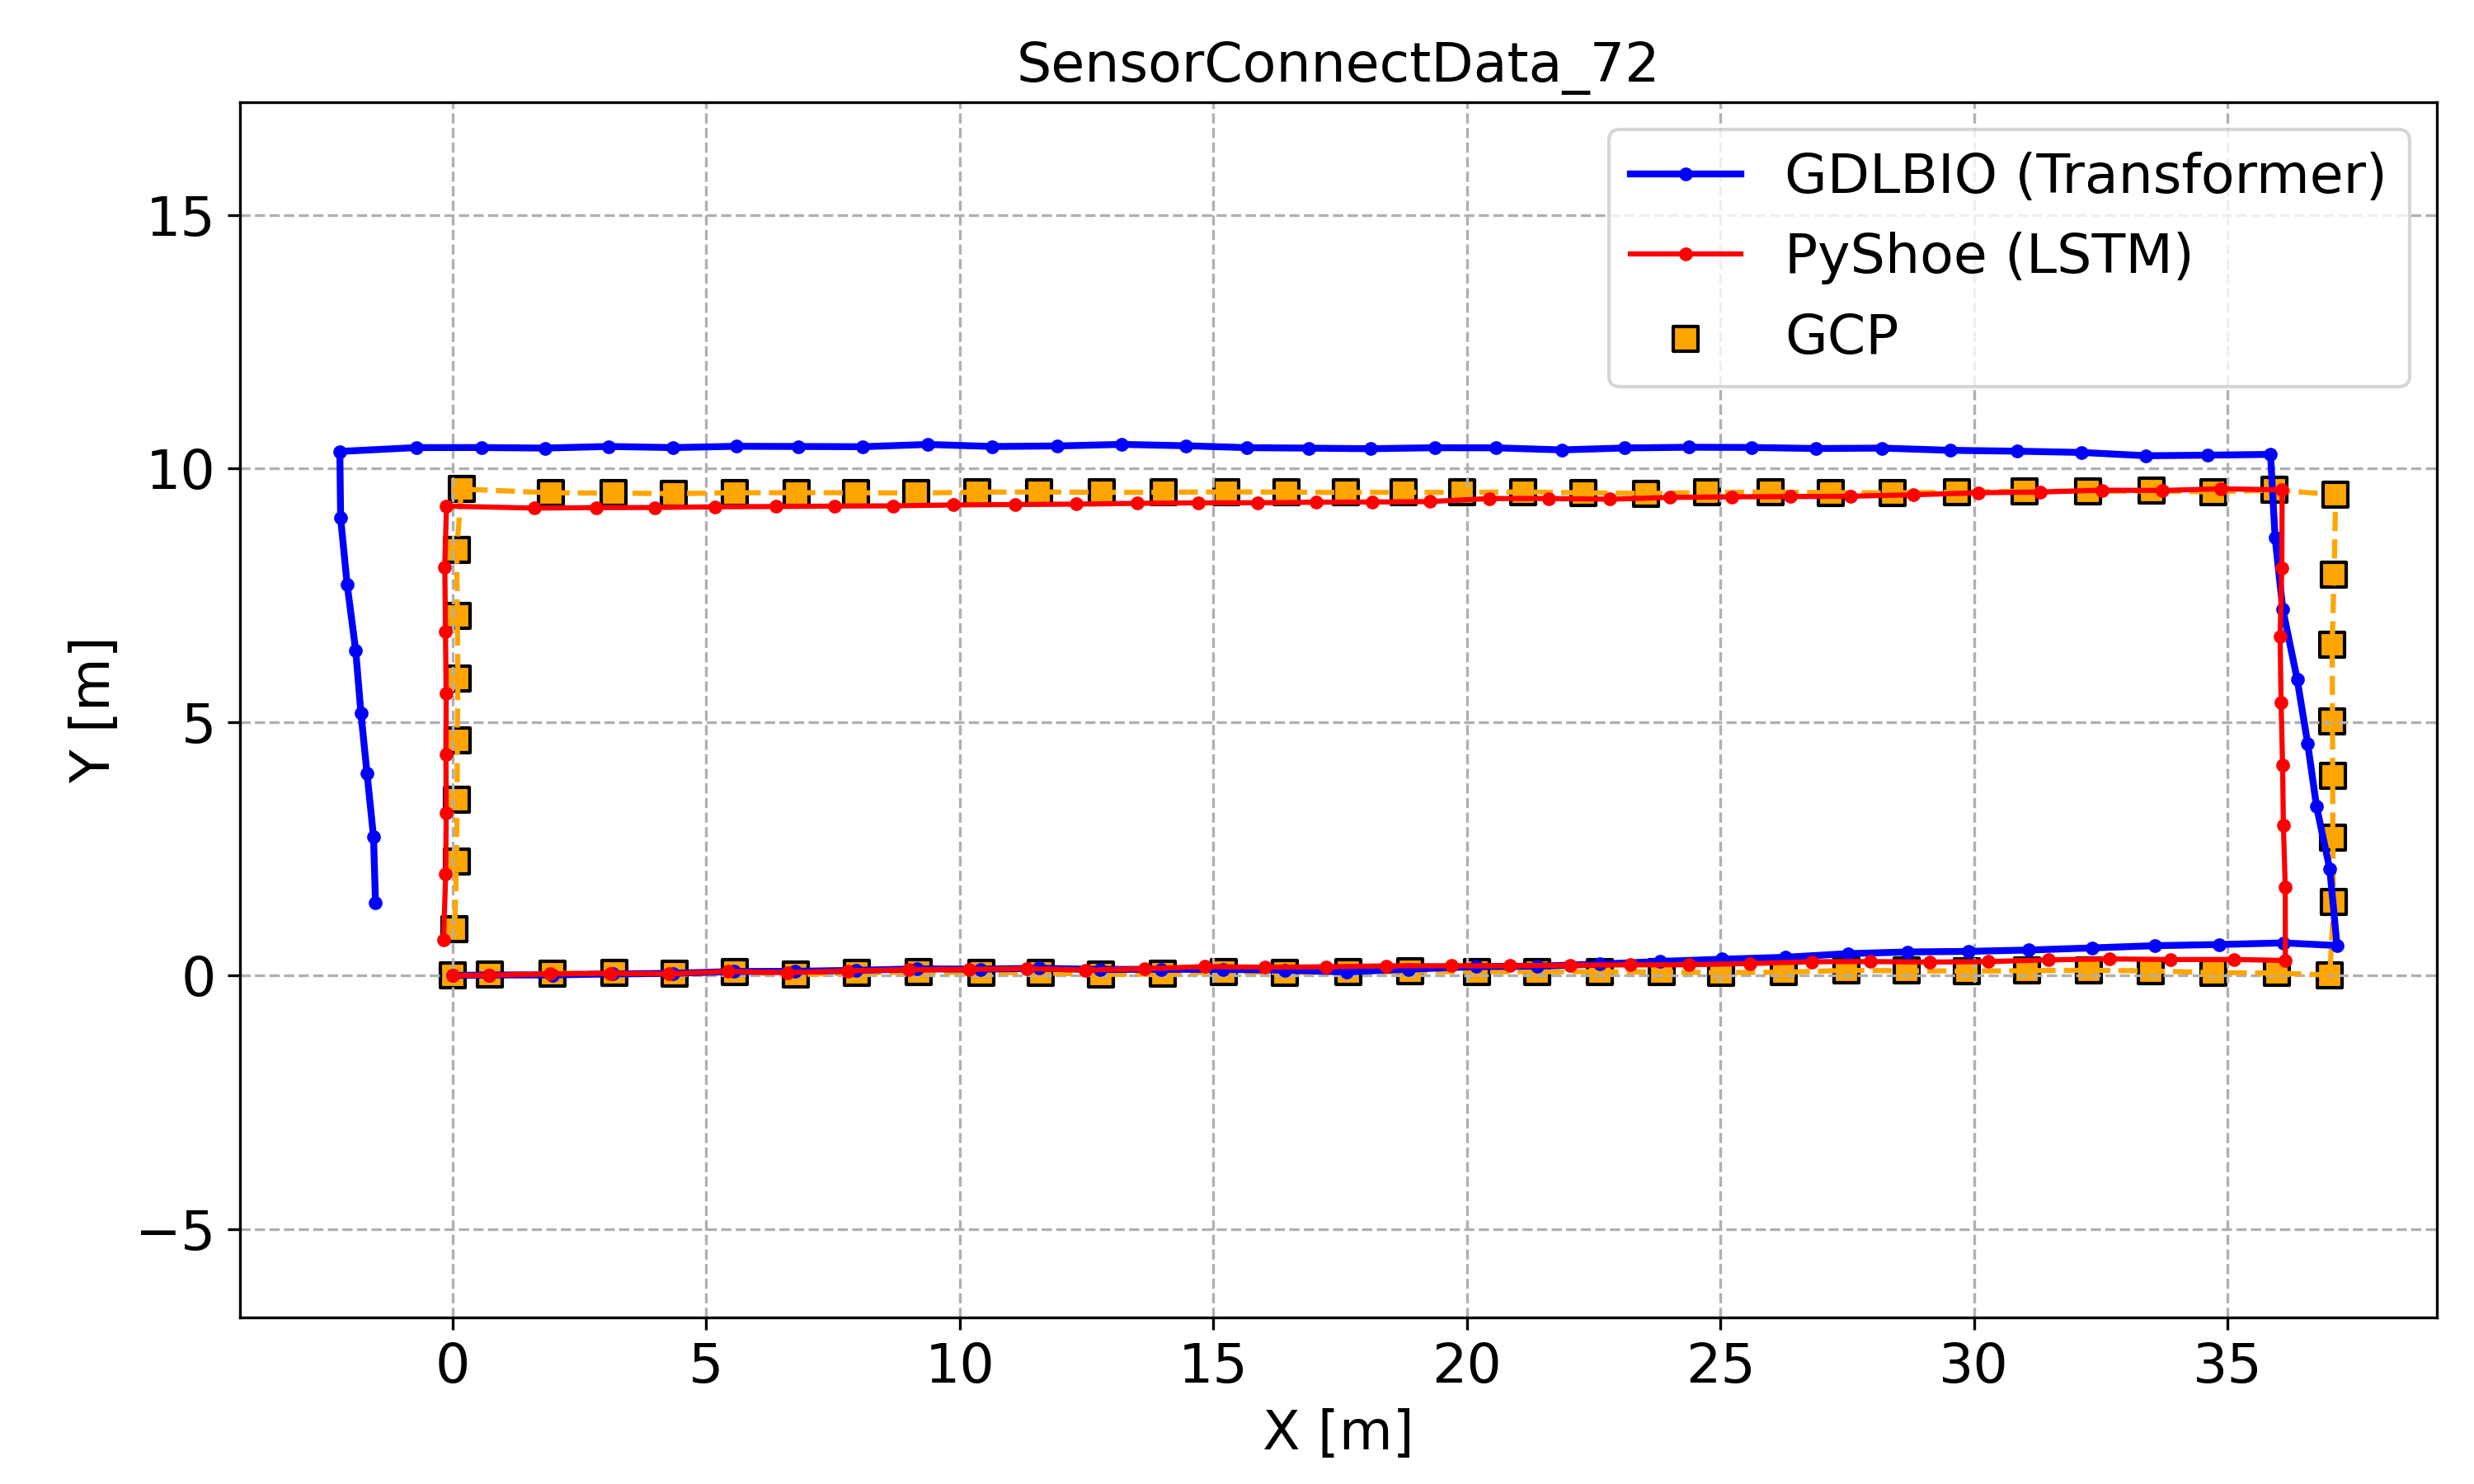 SensorConnectData_72
GDLBIO (Transformer)
PyShoe (LSTM)
GCP
15
10
5
0
−5
Y [m]
0 5 10 15 20 25 30 35
X [m]